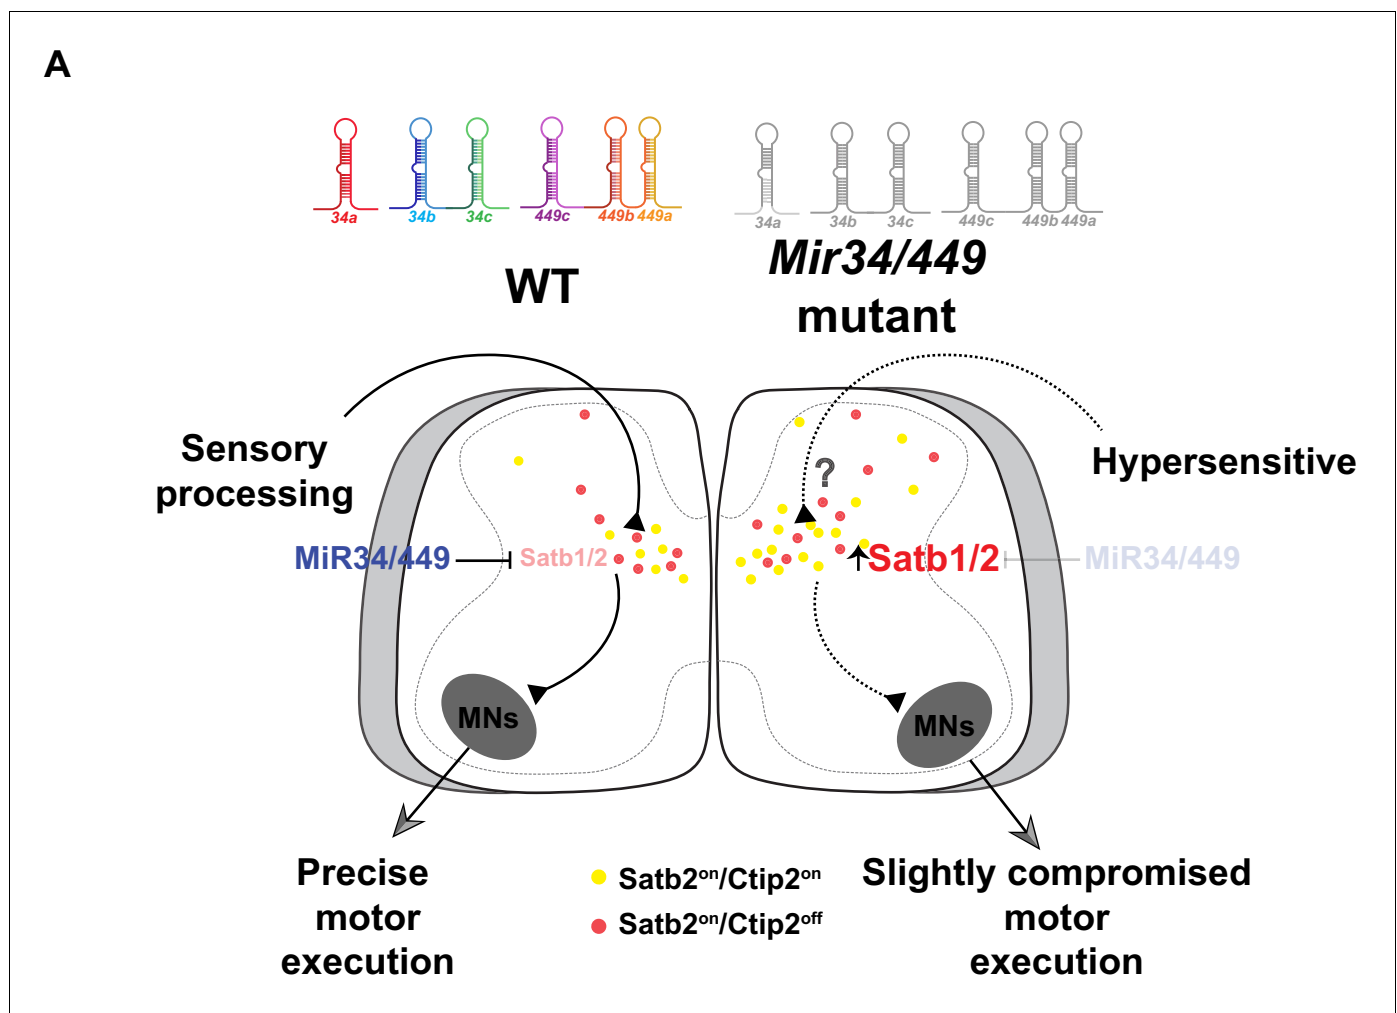 A
34a 34b 34c 449c 449b 449a
34a 34b 34c 449c 449b 449a
WT
Mir34/449
mutant
Sensory
processing
Hypersensitive
?
MiR34/449
Satb1/2
Satb1/2
MiR34/449
MNs
MNs
Precise
motor
execution
Satb2on/Ctip2on
Satb2on/Ctip2off
Slightly compromised
motor
execution